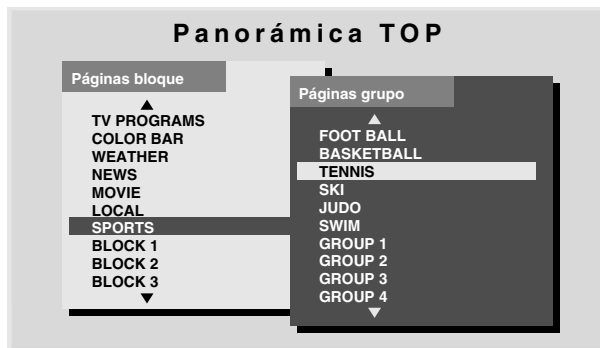 Panorámica TOP
Páginas bloque
TV PROGRAMS
COLOR BAR
WEATHER
NEWS
MOVIE
LOCAL
SPORTS
BLOCK 1
BLOCK 2
BLOCK 3
Páginas grupo
FOOT BALL
BASKETBALL
TENNIS
SKI
JUDO
SWIM
GROUP 1
GROUP 2
GROUP 3
GROUP 4